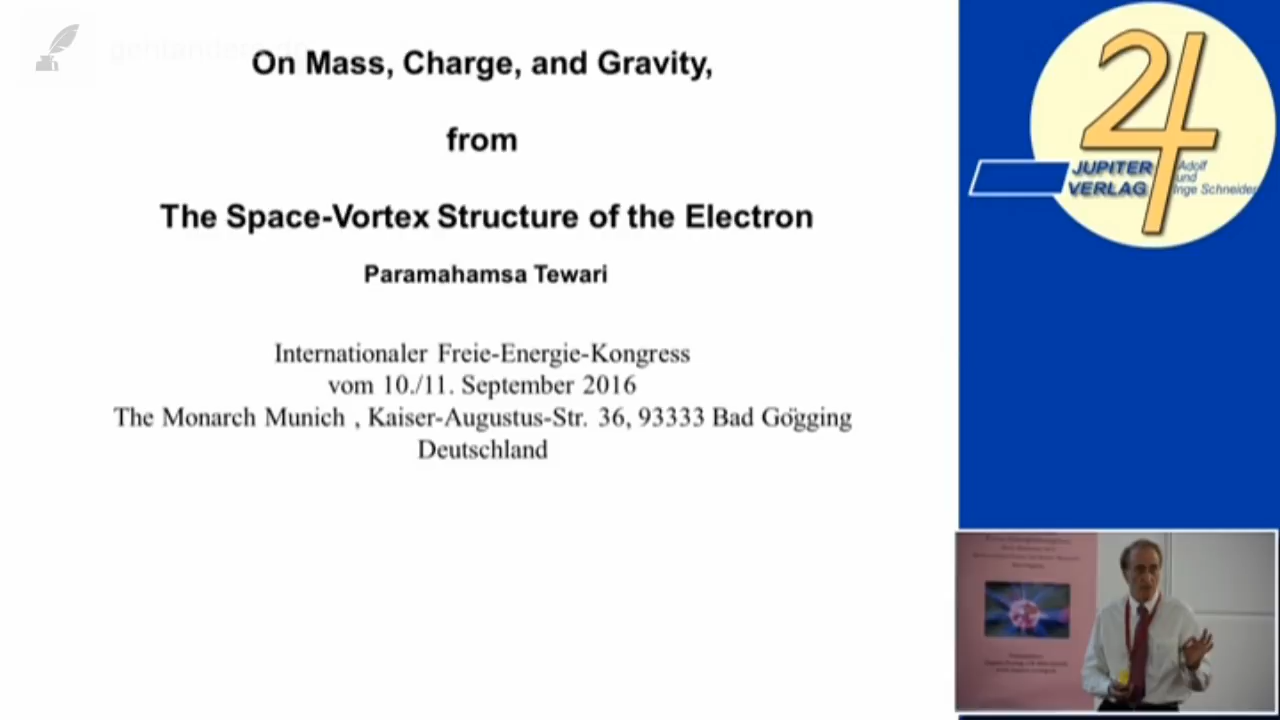 On Mass, Charge, and Gravity,
from
The Space-Vortex Structure of the Electron
Paramahamsa Tewari
Internationaler Freie-Energie-Kongress
vom 10./11. September 2016
The Monarch Munich , Kaiser-Augustus-Str. 36, 93333 Bad Gögging
Deutschland
JUPITER
VERLAG
Adolf
und
Inge Schneider